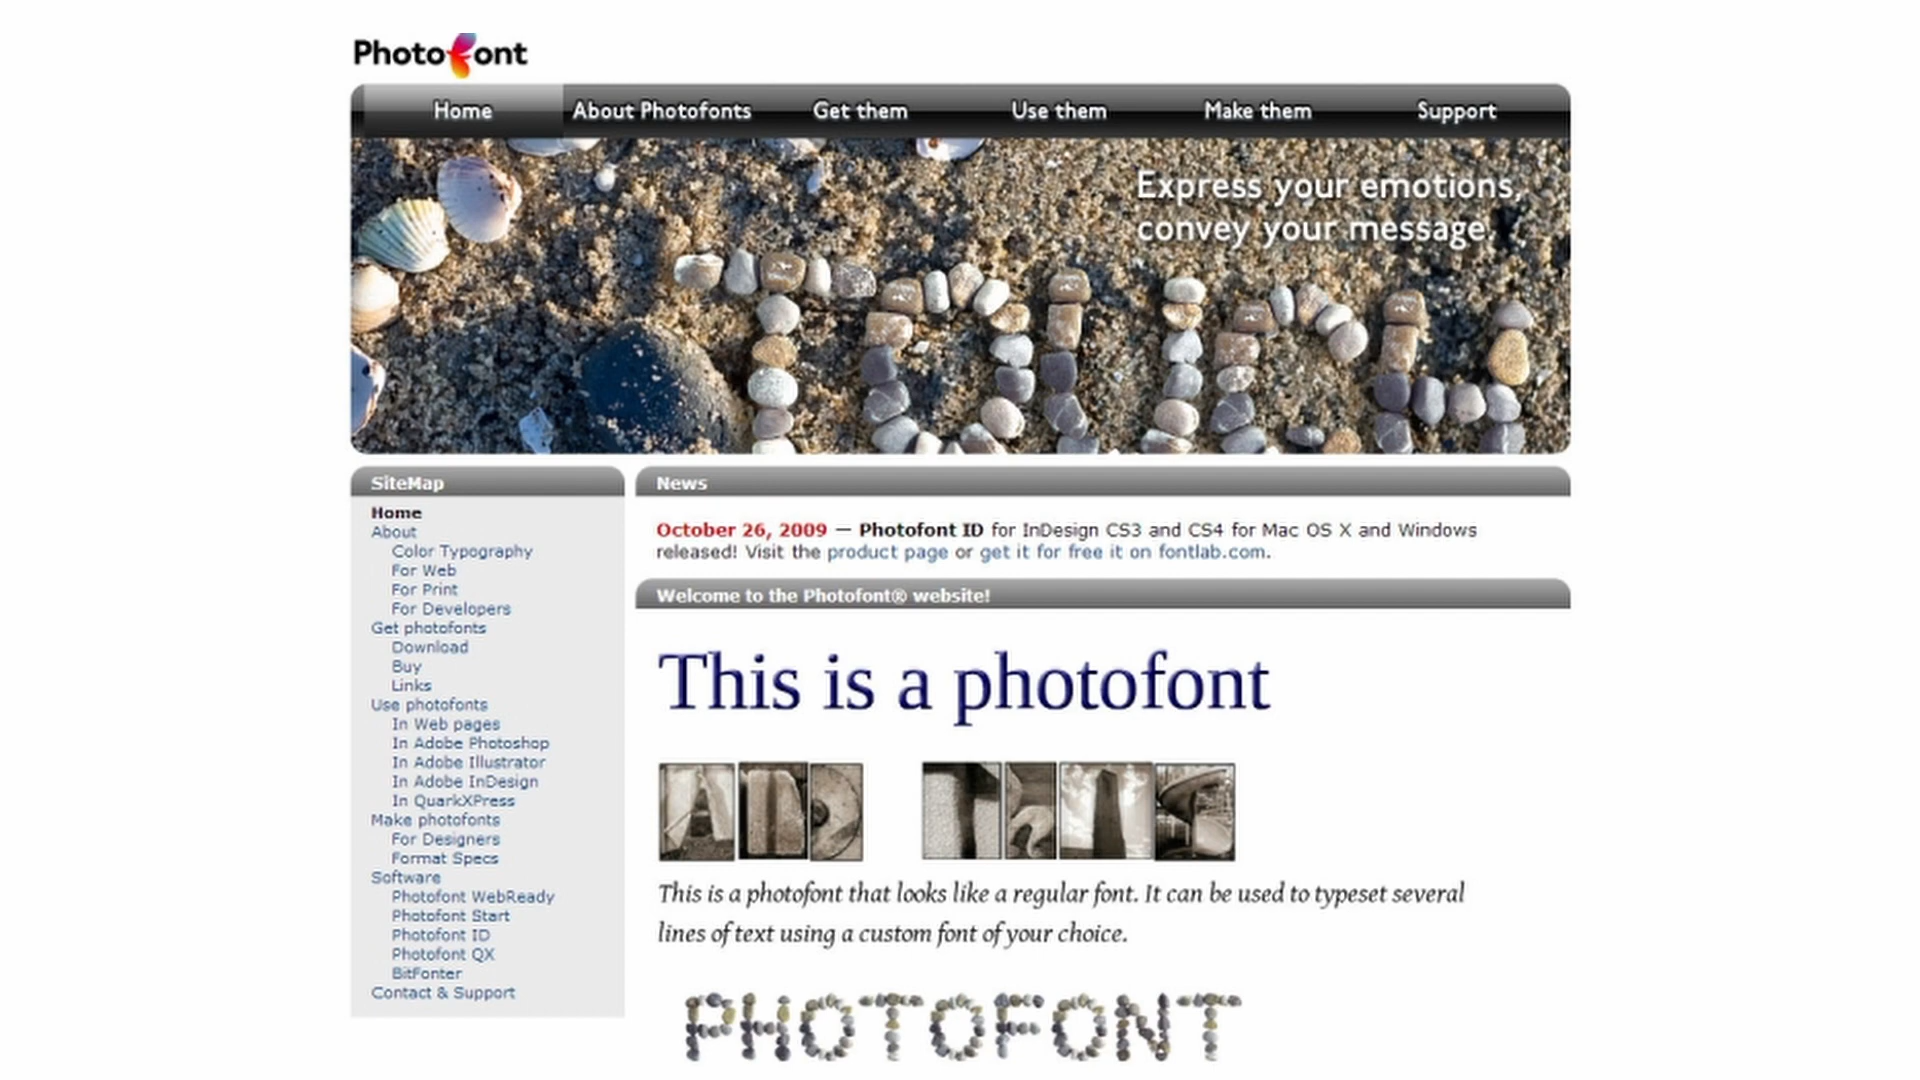 Photofont
Home About Photofonts Get them Use them Make them Support
Express your emotions,
convey your message
TOUCH
SiteMap
Home
About
Color Typography
For Web
For Print
For Developers
Get photofonts
Download
Buy
Links
Use photofonts
In Web pages
In Adobe Photoshop
In Adobe Illustrator
In Adobe InDesign
In QuarkXPress
Make photofonts
For Designers
Format Specs
Software
Photofont WebReady
Photofont Start
Photofont ID
Photofont QX
BitFonter
Contact & Support
News
October 26, 2009 — Photofont ID for InDesign CS3 and CS4 for Mac OS X and Windows
released! Visit the product page or get it for free it on fontlab.com.
Welcome to the Photofont® website!
This is a photofont
AND THIS
This is a photofont that looks like a regular font. It can be used to typeset several
lines of text using a custom font of your choice.
PHOTOFONT